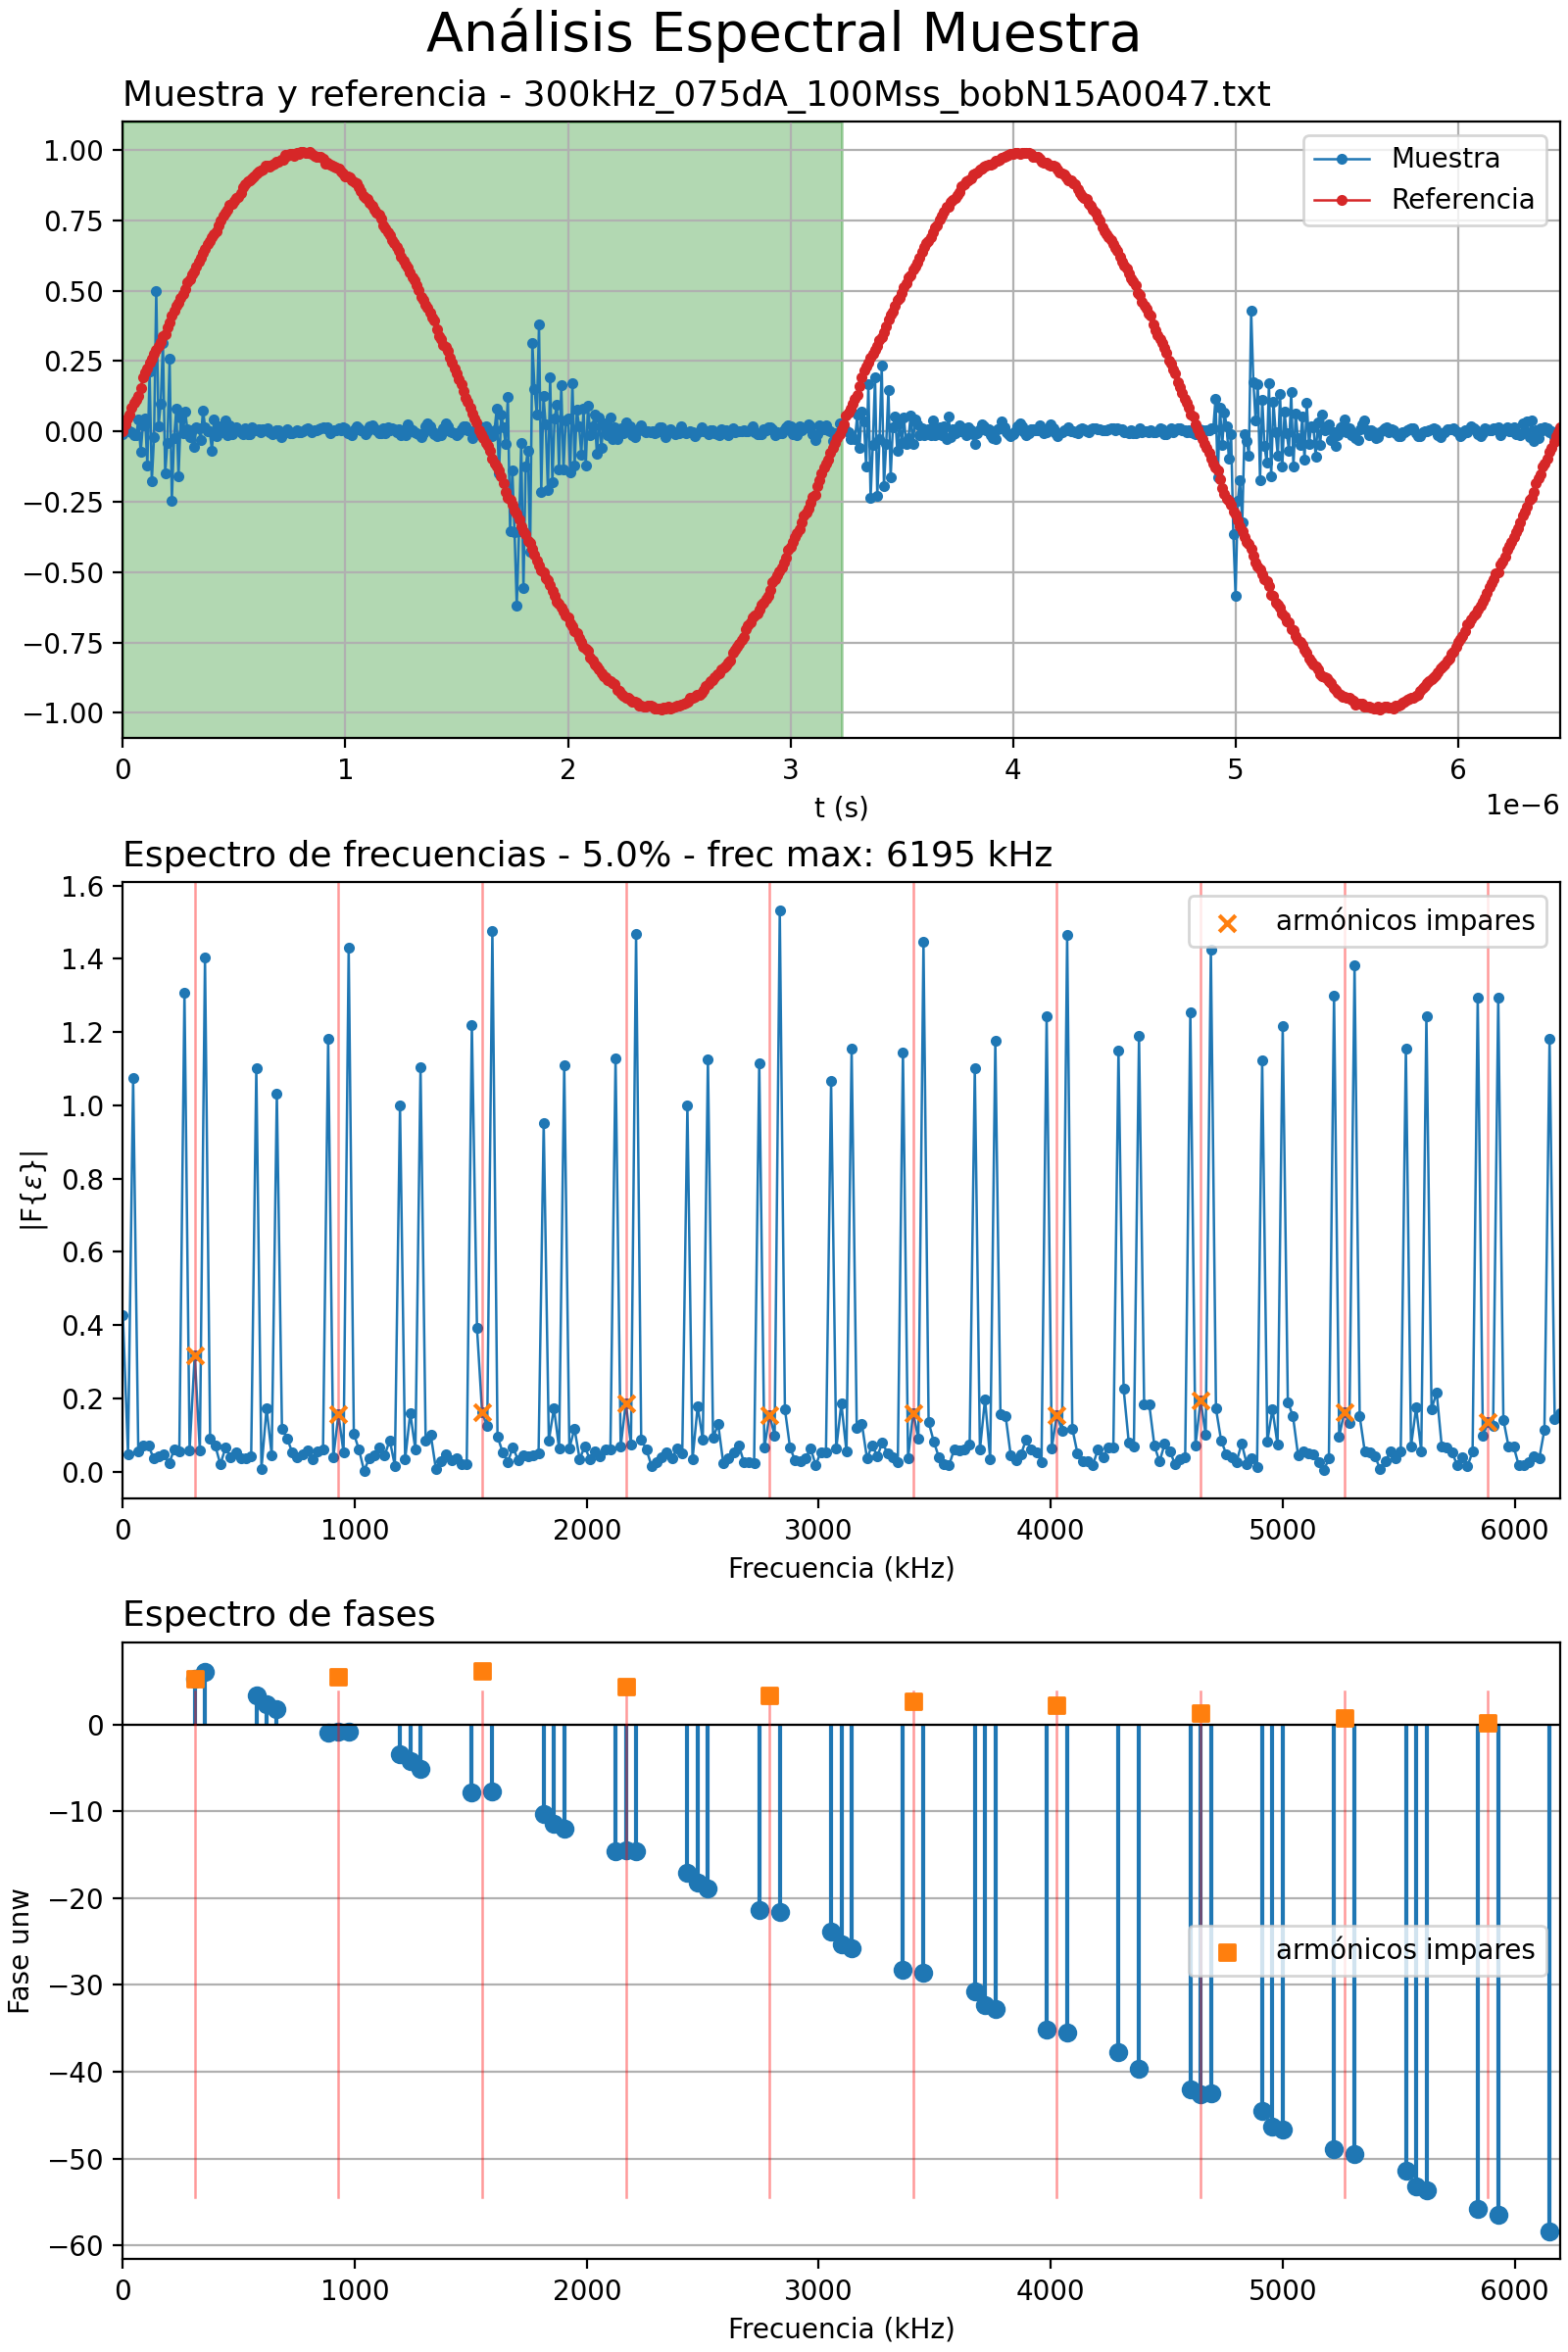 Análisis Espectral Muestra
Muestra y referencia - 300kHz_075dA_100Mss_bobN15A0047.txt
1.00
0.75
0.50
0.25
0.00
−0.25
−0.50
−0.75
−1.00
Muestra
Referencia
0 1 2 3 4 5 6
t (s)
1e−6
Espectro de frecuencias - 5.0% - frec max: 6195 kHz
1.6
1.4
1.2
1.0
0.8
0.6
0.4
0.2
0.0
|F{ε}|
armónicos impares
0 1000 2000 3000 4000 5000 6000
Frecuencia (kHz)
Espectro de fases
0
−10
−20
−30
−40
−50
−60
Fase unw
armónicos impares
0 1000 2000 3000 4000 5000 6000
Frecuencia (kHz)